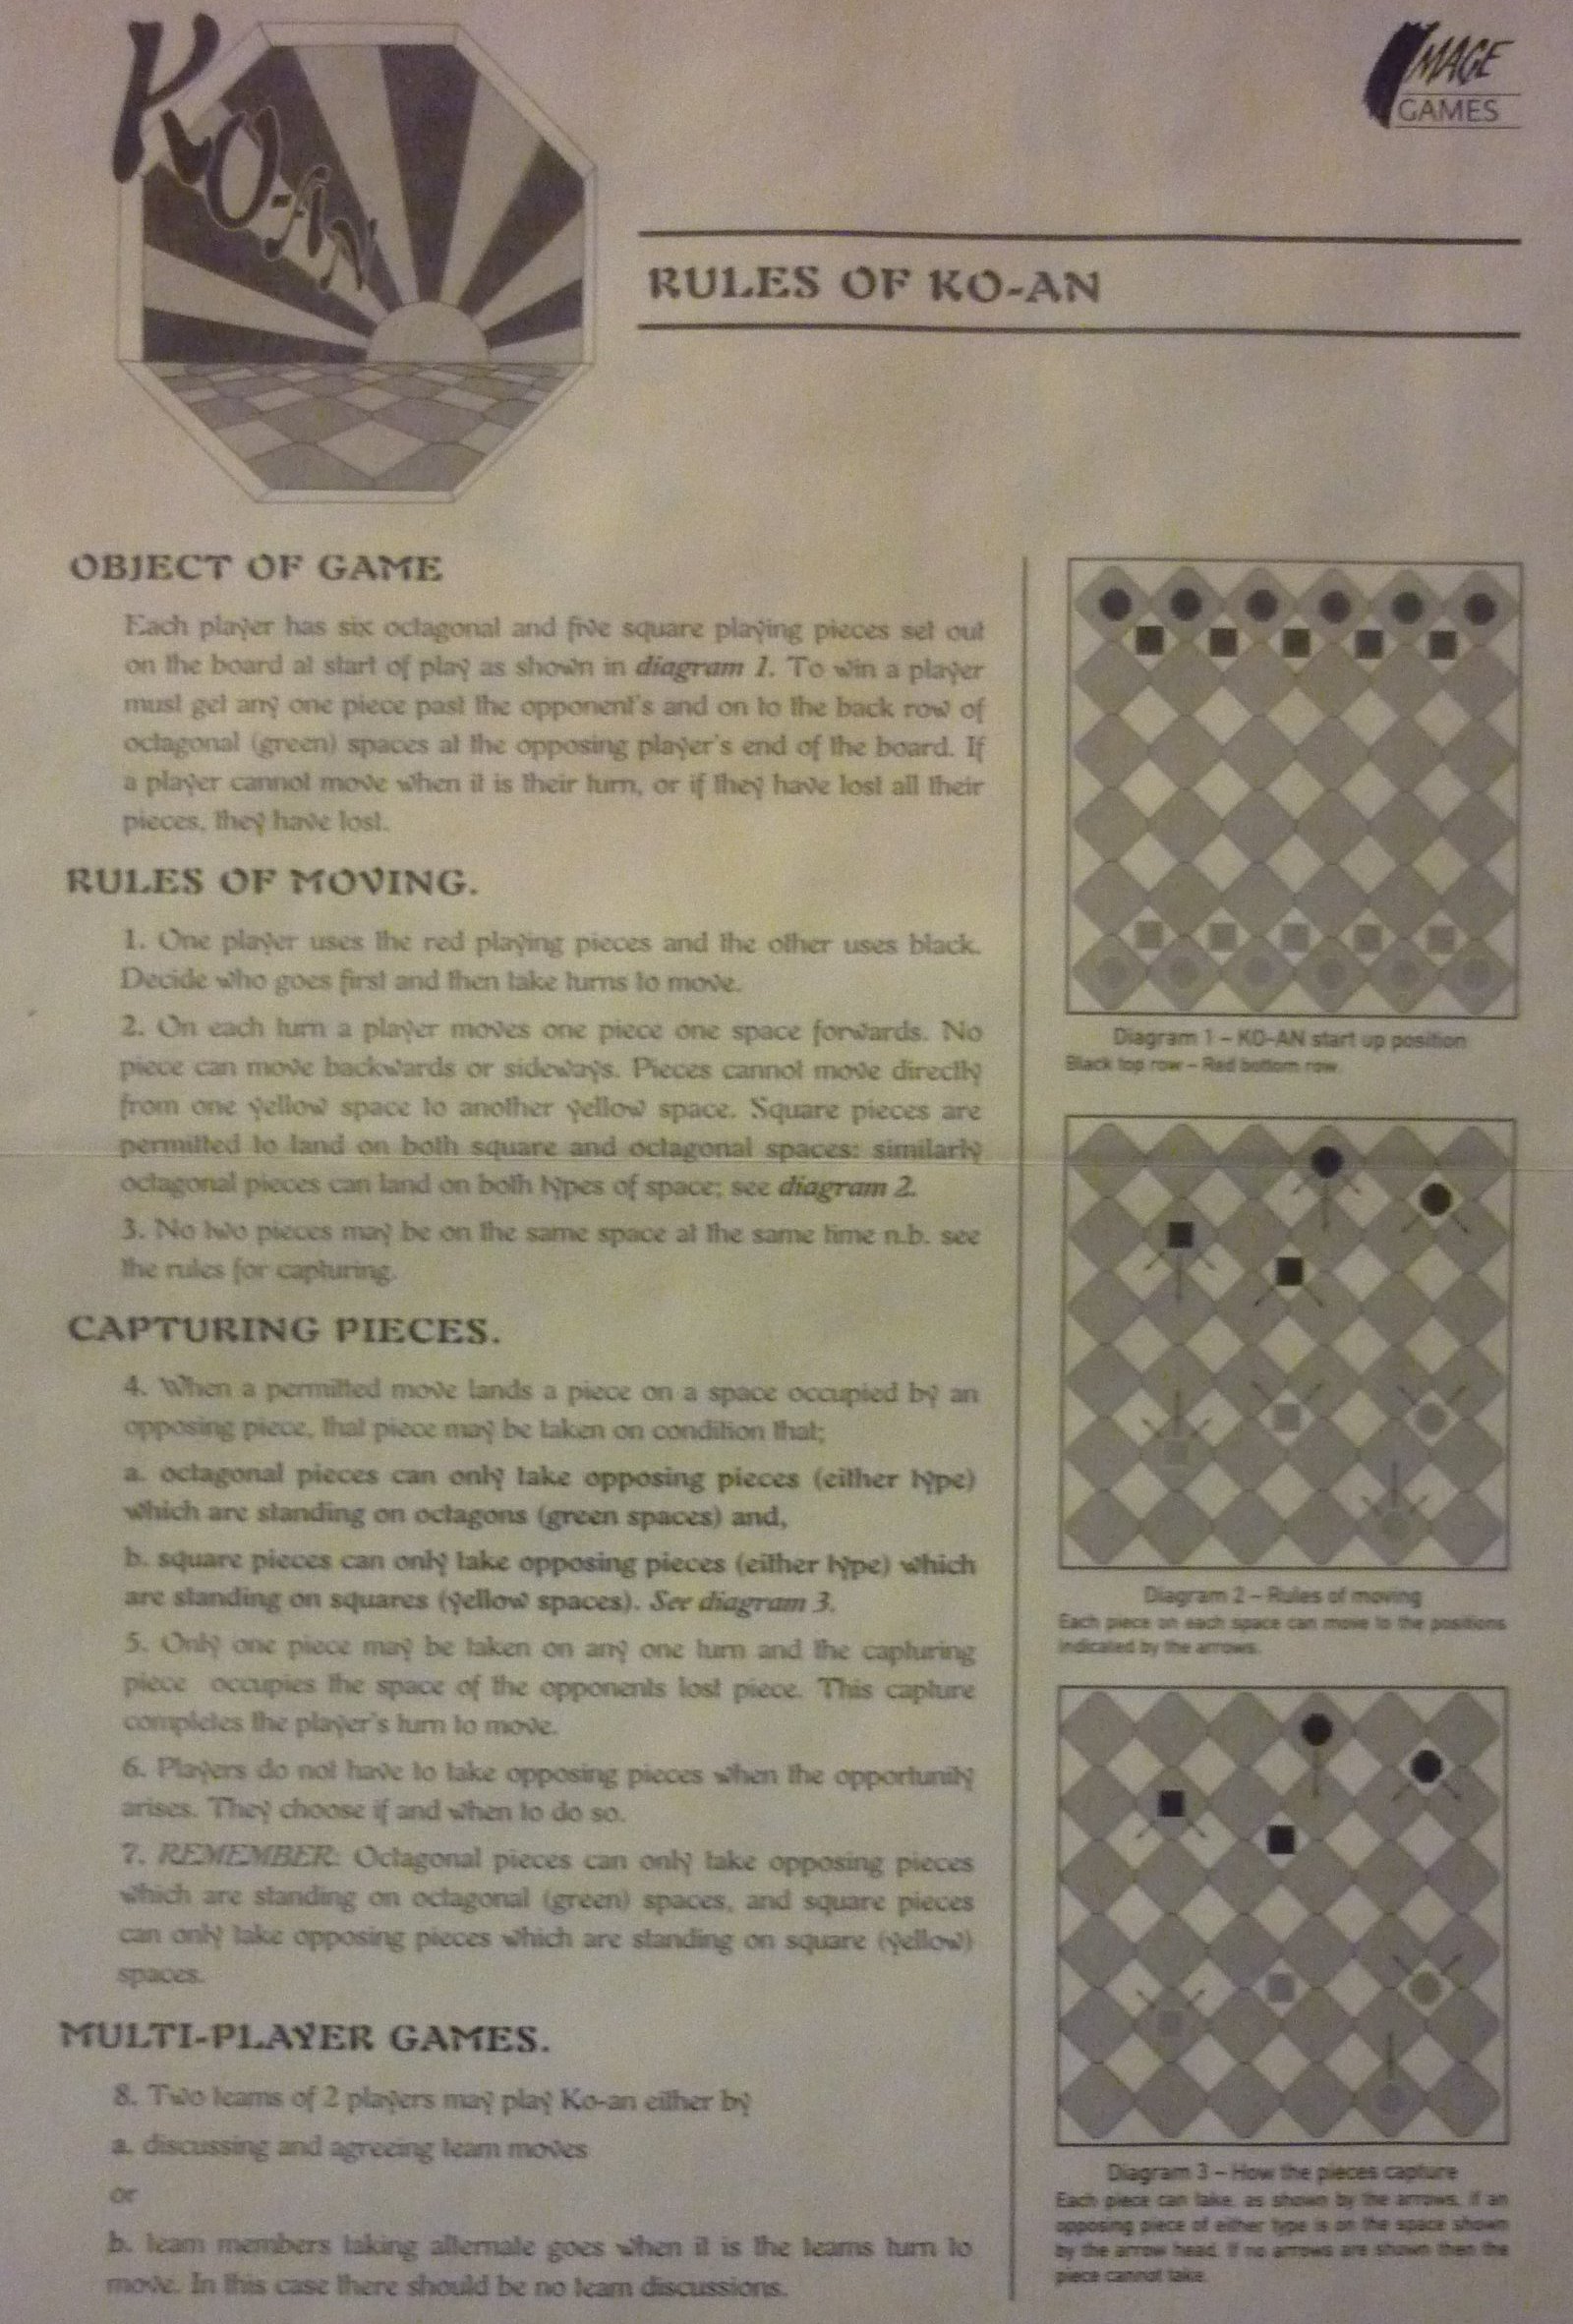 KO-AN
IMAGE
GAMES
RULES OF KO-AN
OBJECT OF GAME
Each player has six octagonal and five square playing pieces set out
on the board at start of play as shown in diagram 1. To win a player
must get any one piece past the opponent's and on to the back row of
octagonal (green) spaces at the opposing player's end of the board. If
a player cannot move when it is their turn, or if they have lost all their
pieces, they have lost.
RULES OF MOVING.
1. One player uses the red playing pieces and the other uses black.
Decide who goes first and then take turns to move.
2. On each turn a player moves one piece one space forwards. No
piece can move backwards or sideways. Pieces cannot move directly
from one yellow space to another yellow space. Square pieces are
permitted to land on both square and octagonal spaces: similarly
octagonal pieces can land on both types of space; see diagram 2.
3. No two pieces may be on the same space at the same time n.b. see
the rules for capturing.
CAPTURING PIECES.
4. When a permitted move lands a piece on a space occupied by an
opposing piece, that piece may be taken on condition that;
a. octagonal pieces can only take opposing pieces (either type)
which are standing on octagons (green spaces) and,
b. square pieces can only take opposing pieces (either type) which
are standing on squares (yellow spaces). See diagram 3.
5. Only one piece may be taken on any one turn and the capturing
piece occupies the space of the opponents lost piece. This capture
completes the player's turn to move.
6. Players do not have to take opposing pieces when the opportunity
arises. They choose if and when to do so.
7. REMEMBER: Octagonal pieces can only take opposing pieces
which are standing on octagonal (green) spaces, and square pieces
can only take opposing pieces which are standing on square (yellow)
spaces.
MULTI-PLAYER GAMES.
8. Two teams of 2 players may play Ko-an either by
a. discussing and agreeing team moves
or
b. team members taking alternate goes when it is the teams turn to
move. In this case there should be no team discussions.
Diagram 1 – KO-AN start up position
Black top row – Red bottom row.
Diagram 2 – Rules of moving
Each piece on each space can move to the positions
indicated by the arrows.
Diagram 3 – How the pieces capture
Each piece can take, as shown by the arrows, if an
opposing piece of either type is on the space shown
by the arrow head. If no arrows are shown then the
piece cannot take.